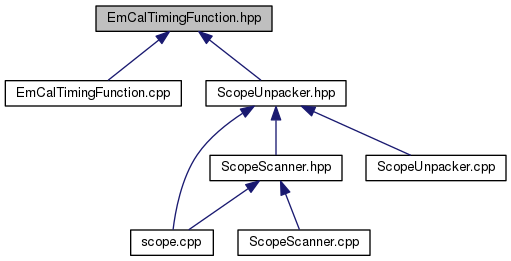 EmCalTimingFunction.hpp
EmCalTimingFunction.cpp
ScopeUnpacker.hpp
ScopeScanner.hpp
ScopeUnpacker.cpp
scope.cpp
ScopeScanner.cpp